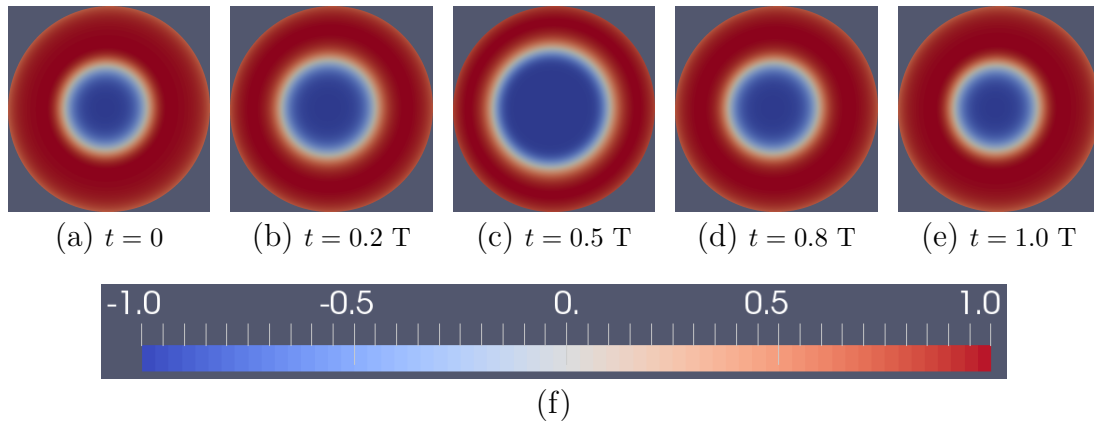 (a) t = 0
(b) t = 0.2 T
(c) t = 0.5 T
(d) t = 0.8 T
(e) t = 1.0 T
-1.0 -0.5 0. 0.5 1.0
(f)